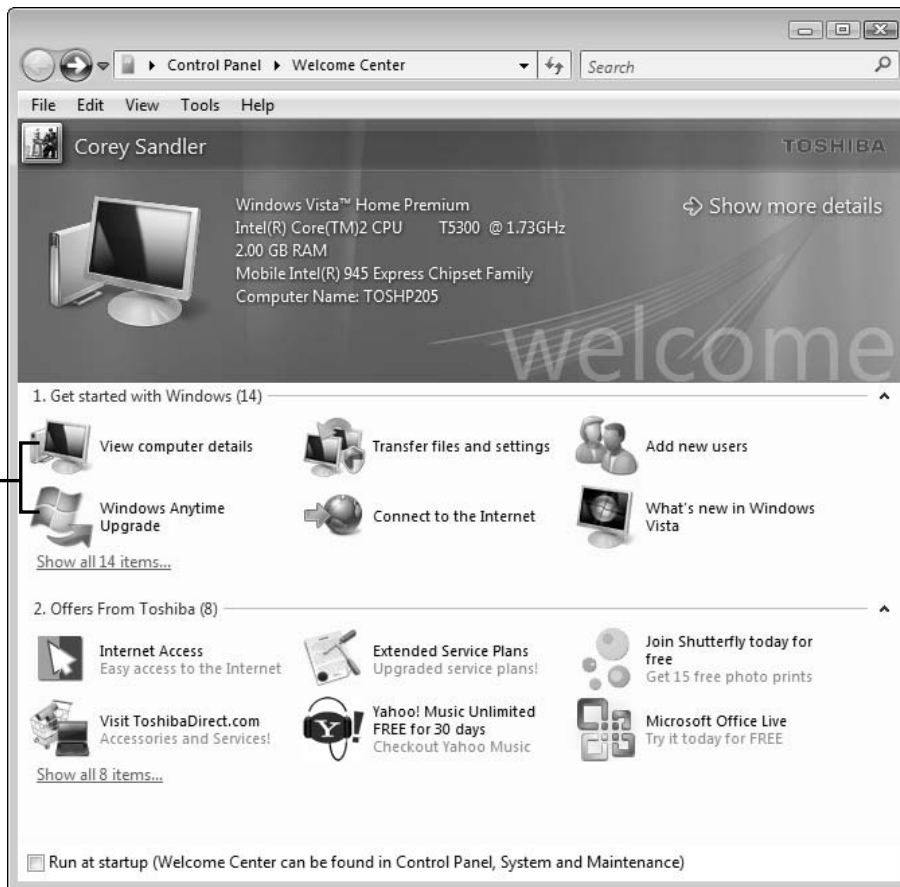 Control Panel Welcome Center
Search
File Edit View Tools Help
Corey Sandler
TOSHIBA
Windows Vista™ Home Premium
Intel(R) Core(TM)2 CPU T5300 @ 1.73GHz
2.00 GB RAM
Mobile Intel(R) 945 Express Chipset Family
Computer Name: TOSHP205
Show more details
welcome
1. Get started with Windows (14)
View computer details
Transfer files and settings
Add new users
Windows Anytime
Upgrade
Connect to the Internet
What's new in Windows
Vista
Show all 14 items...
2. Offers From Toshiba (8)
Internet Access
Easy access to the Internet
Extended Service Plans
Upgraded service plans!
Join Shutterfly today for
free
Get 15 free photo prints
Visit ToshibaDirect.com
Accessories and Services!
Y!
Yahoo! Music Unlimited
FREE for 30 days
Checkout Yahoo Music
Microsoft Office Live
Try it today for FREE
Show all 8 items...
Run at startup (Welcome Center can be found in Control Panel, System and Maintenance)